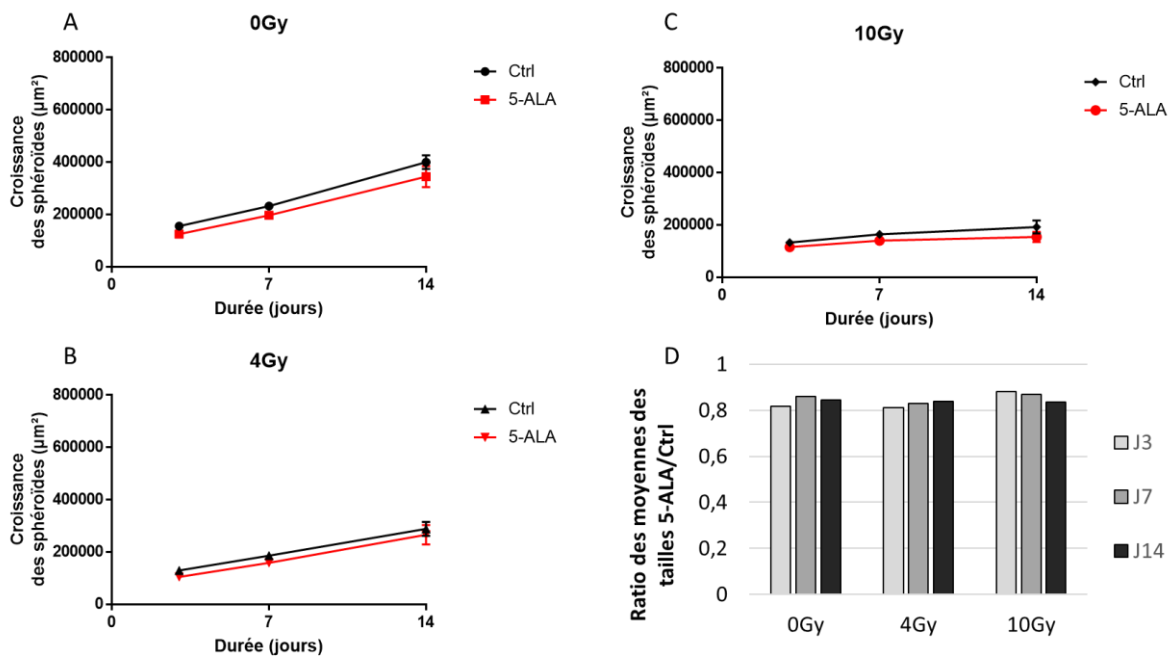 A
0Gy
Croissance
des sphéroïdes (µm²)
800000
600000
400000
200000
0
0
7
14
Durée (jours)
Ctrl
5-ALA
C
10Gy
Croissance
des sphéroïdes (µm²)
800000
600000
400000
200000
0
0
7
14
Durée (jours)
Ctrl
5-ALA
B
4Gy
Croissance
des sphéroïdes (µm²)
800000
600000
400000
200000
0
0
7
14
Durée (jours)
Ctrl
5-ALA
D
Ratio des moyennes des
tailles 5-ALA/Ctrl
1
0,8
0,6
0,4
0,2
0
0Gy
4Gy
10Gy
J3
J7
J14